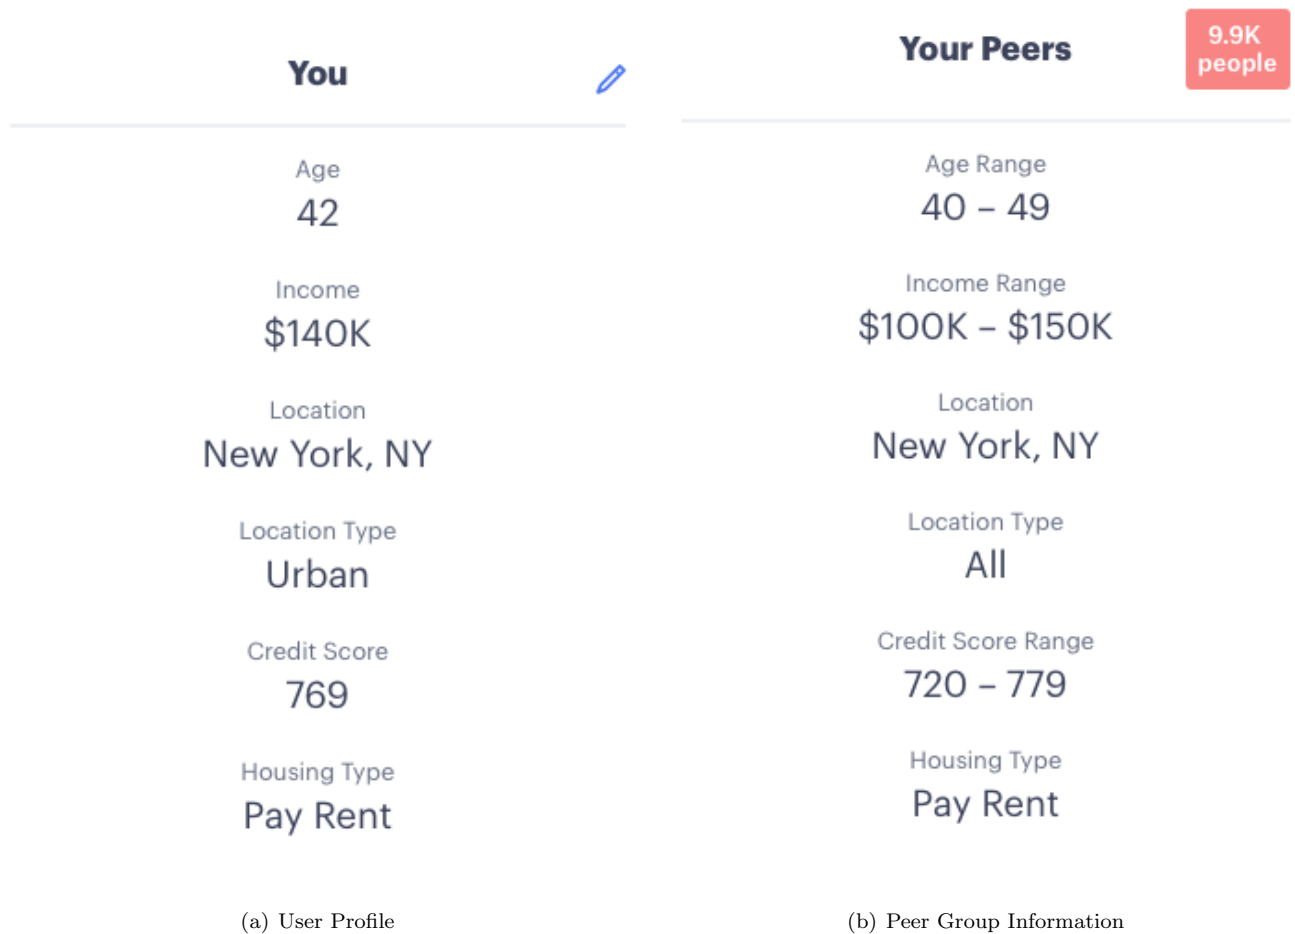 You
Age
42
Income
$140K
Location
New York, NY
Location Type
Urban
Credit Score
769
Housing Type
Pay Rent
(a) User Profile
Your Peers
9.9K
people
Age Range
40 – 49
Income Range
$100K – $150K
Location
New York, NY
Location Type
All
Credit Score Range
720 – 779
Housing Type
Pay Rent
(b) Peer Group Information